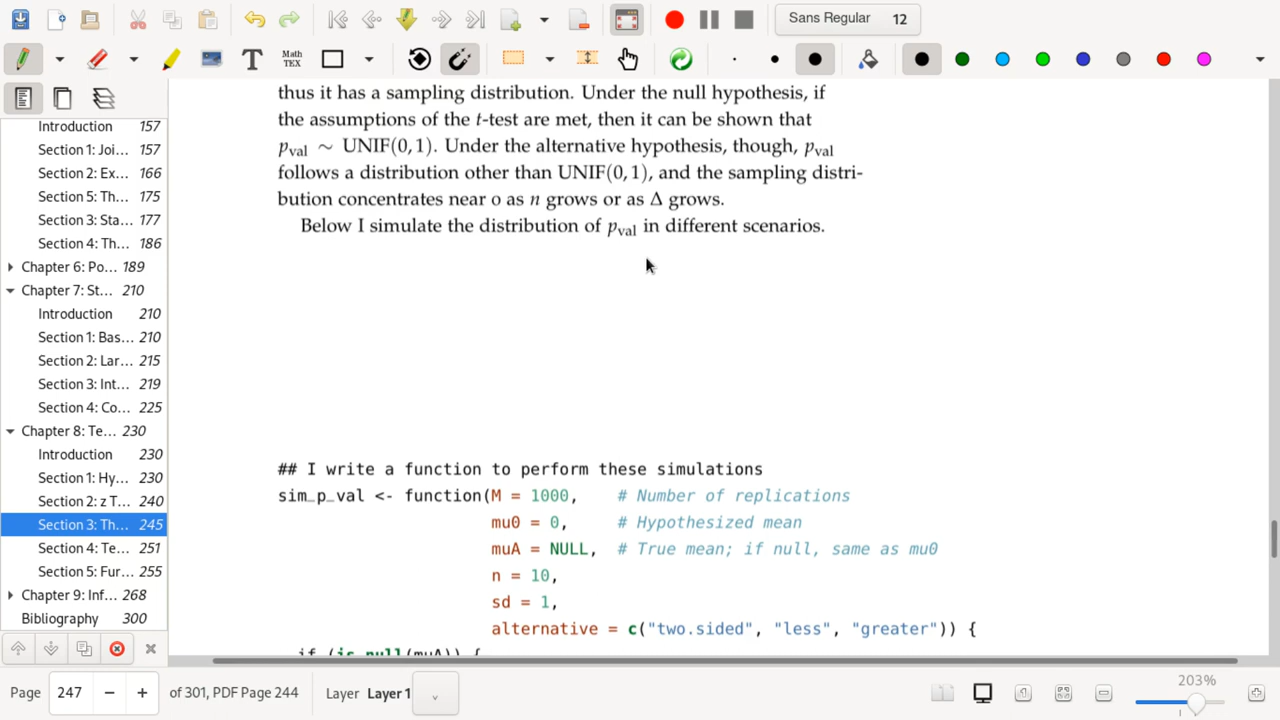 Sans Regular 12
T
Math
TEX
Introduction 157
Section 1: Joi... 157
Section 2: Ex... 166
Section 5: Th... 175
Section 3: Sta... 177
Section 4: Th... 186
Chapter 6: Po... 189
Chapter 7: St... 210
Introduction 210
Section 1: Bas... 210
Section 2: Lar... 215
Section 3: Int... 219
Section 4: Co... 225
Chapter 8: Te... 230
Introduction 230
Section 1: Hy... 230
Section 2: z T... 240
Section 3: Th... 245
Section 4: Te... 251
Section 5: Fur... 255
Chapter 9: Inf... 268
Bibliography 300
thus it has a sampling distribution. Under the null hypothesis, if
the assumptions of the t-test are met, then it can be shown that
pval ∼ UNIF(0, 1). Under the alternative hypothesis, though, pval
follows a distribution other than UNIF(0, 1), and the sampling distri-
bution concentrates near 0 as n grows or as Δ grows.
Below I simulate the distribution of pval in different scenarios.
## I write a function to perform these simulations
sim_p_val <- function(M = 1000, # Number of replications
mu0 = 0, # Hypothesized mean
muA = NULL, # True mean; if null, same as mu0
n = 10,
sd = 1,
alternative = c("two.sided", "less", "greater")) {
if (is.null(muA)) {
Page 247 of 301, PDF Page 244 Layer Layer 1 203%